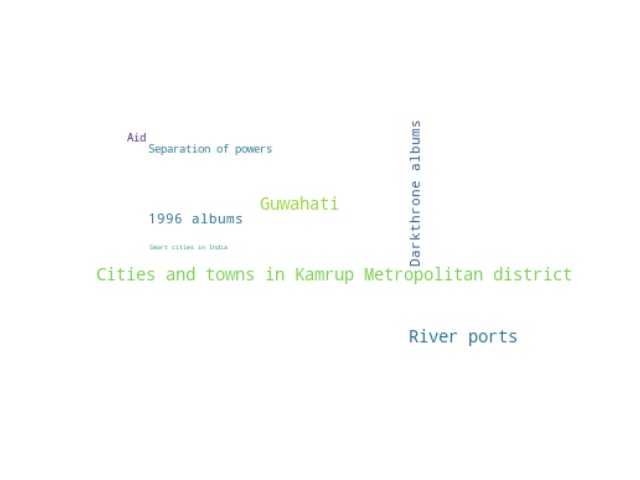 Aid
Separation of powers
Darkthrone albums
Guwahati
1996 albums
Smart cities in India
Cities and towns in Kamrup Metropolitan district
River ports